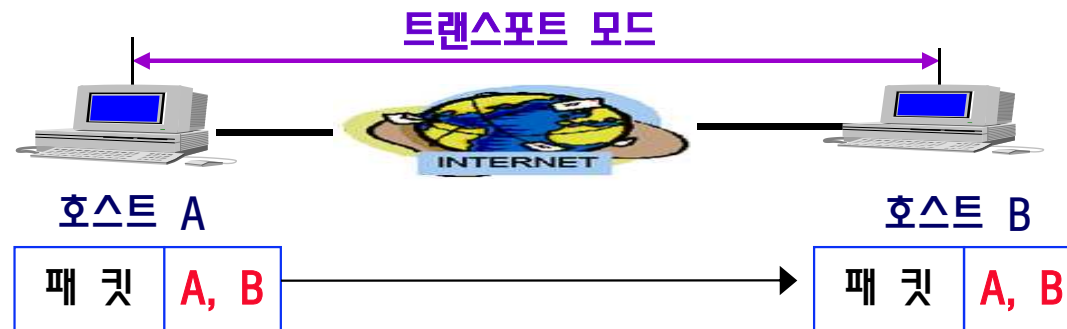 트랜스포트 모드
INTERNET
호스트 A
호스트 B
패 킷 A, B
패 킷 A, B